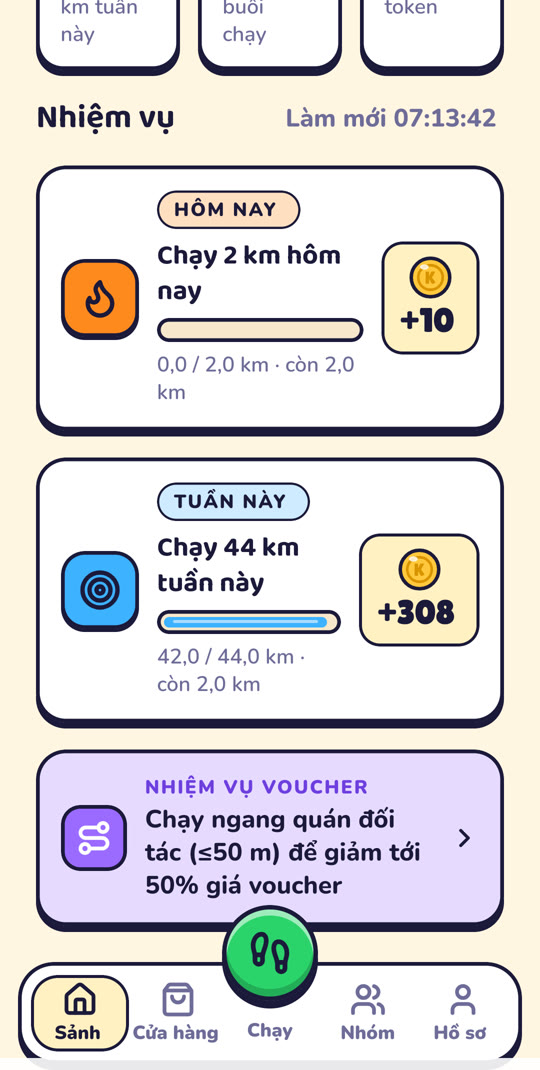 km tuần
này
buổi
chạy
token
Nhiệm vụ
Làm mới 07:13:42
HÔM NAY
Chạy 2 km hôm
nay
0,0 / 2,0 km · còn 2,0
km
K
+10
TUẦN NÀY
Chạy 44 km
tuần này
42,0 / 44,0 km ·
còn 2,0 km
K
+308
NHIỆM VỤ VOUCHER
Chạy ngang quán đối
tác (≤50 m) để giảm tới
50% giá voucher
Sảnh
Cửa hàng
Chạy
Nhóm
Hồ sơ